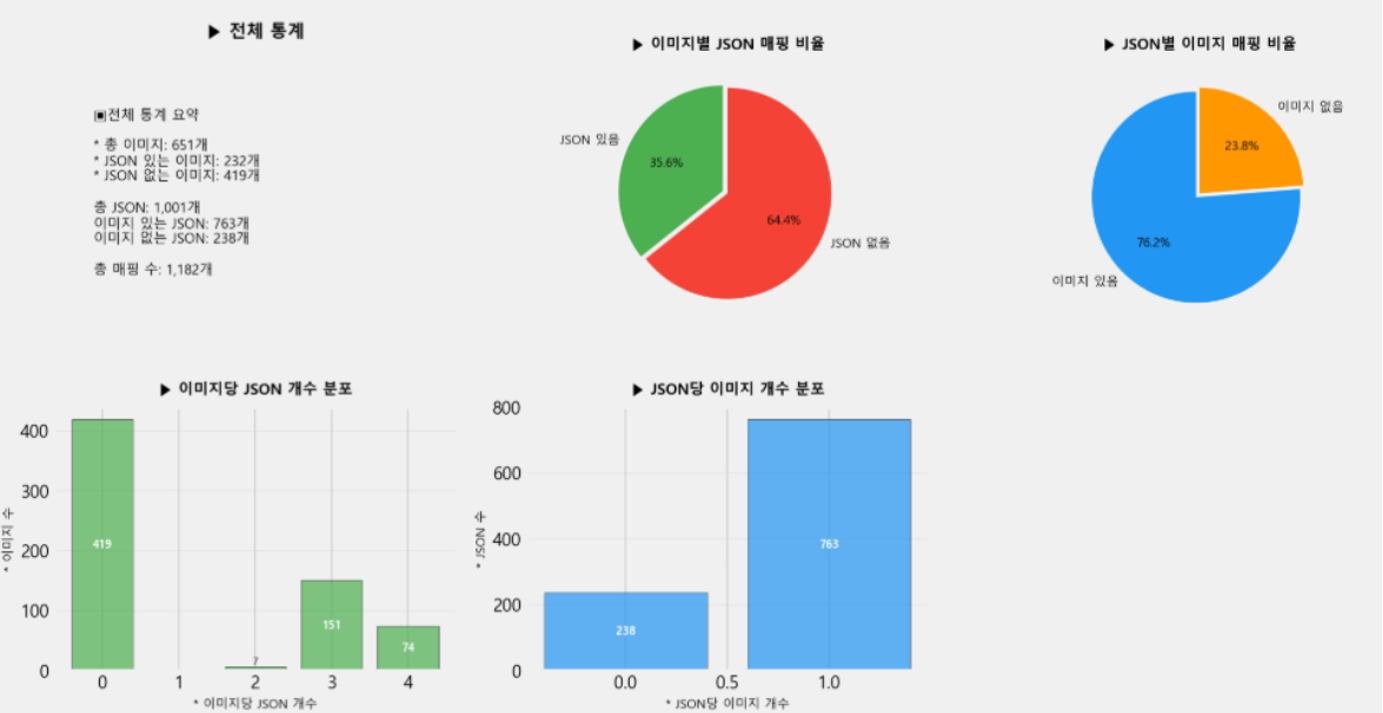 ▶ 전체 통계
▣전체 통계 요약
* 총 이미지: 651개
* JSON 있는 이미지: 232개
* JSON 없는 이미지: 419개
총 JSON: 1,001개
이미지 있는 JSON: 763개
이미지 없는 JSON: 238개
총 매핑 수: 1,182개
▶ 이미지별 JSON 매핑 비율
JSON 있음
35.6%
64.4%
JSON 없음
▶ JSON별 이미지 매핑 비율
이미지 없음
23.8%
76.2%
이미지 있음
▶ 이미지당 JSON 개수 분포
* 이미지 수
400
300
200
100
0
419
7
151
74
0 1 2 3 4
* 이미지당 JSON 개수
▶ JSON당 이미지 개수 분포
* JSON 수
800
600
400
200
0
238
763
0.0 0.5 1.0
* JSON당 이미지 개수